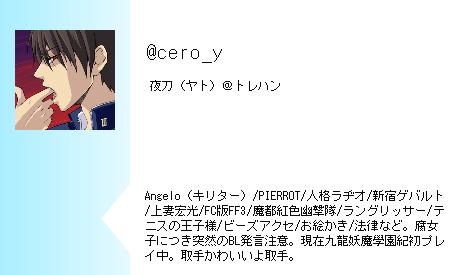 @cero_y
夜刀（ヤト）＠トレハン
Angelo（キリター）/PIERROT/人格ラヂオ/新宿ゲバルト
/上妻宏光/FC版FF3/魔都紅色幽撃隊/ラングリッサー/テ
ニスの王子様/ビーズアクセ/お絵かき/法律など。腐女
子につき突然のBL発言注意。現在九龍妖魔學園紀初プレ
イ中。取手かわいいよ取手。